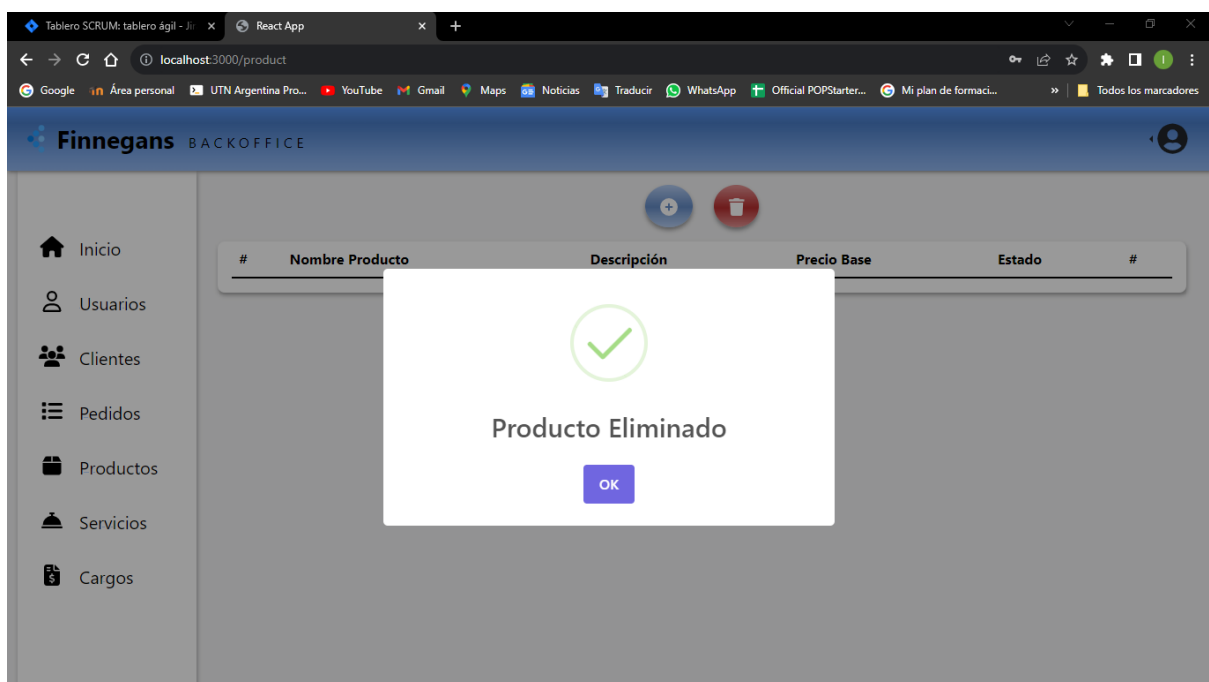 Tablero SCRUM: tablero ágil - Jir
React App
localhost:3000/product
Google Área personal UTN Argentina Pro... YouTube Gmail Maps Noticias Traducir WhatsApp Official POPStarter... Mi plan de formaci... » Todos los marcadores
Finnegans BACKOFFICE
Inicio
Usuarios
Clientes
Pedidos
Productos
Servicios
Cargos
# Nombre Producto Descripción Precio Base Estado #
Producto Eliminado
OK